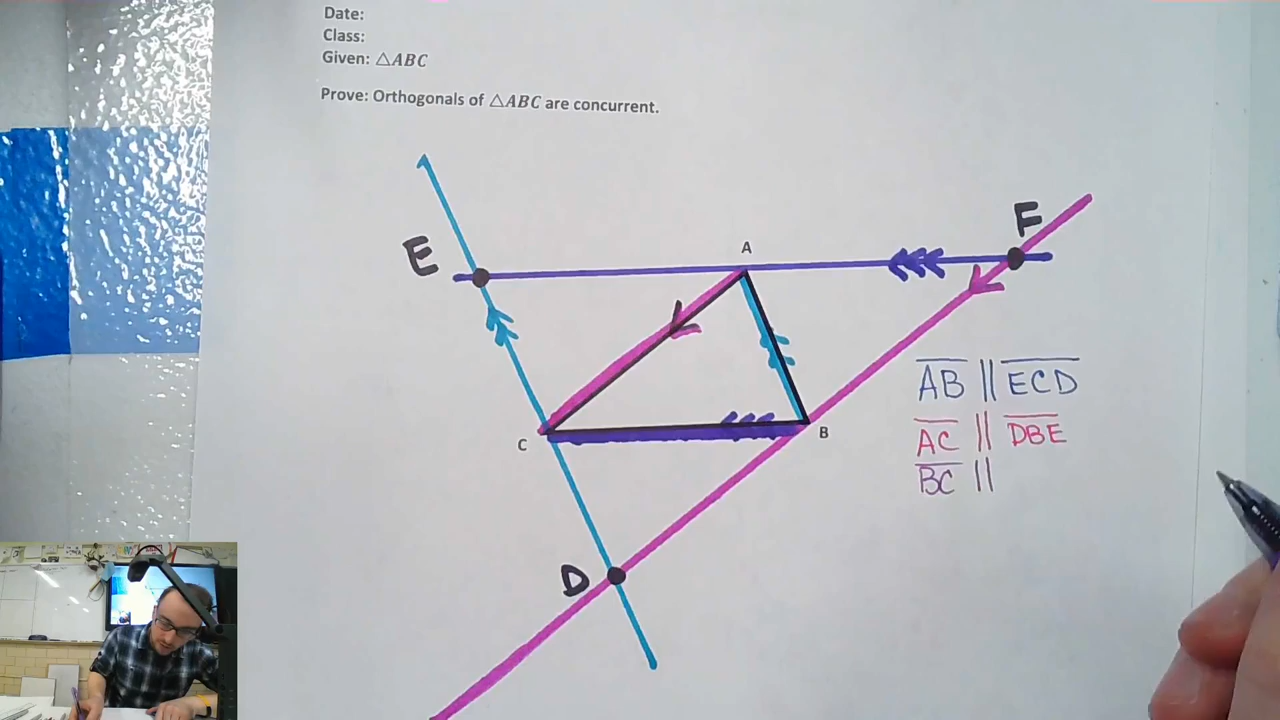 Date:
Class:
Given: △ABC
Prove: Orthogonals of △ABC are concurrent.
F
E
A
AB || ECD
AC || DBE
BC ||
C
B
D